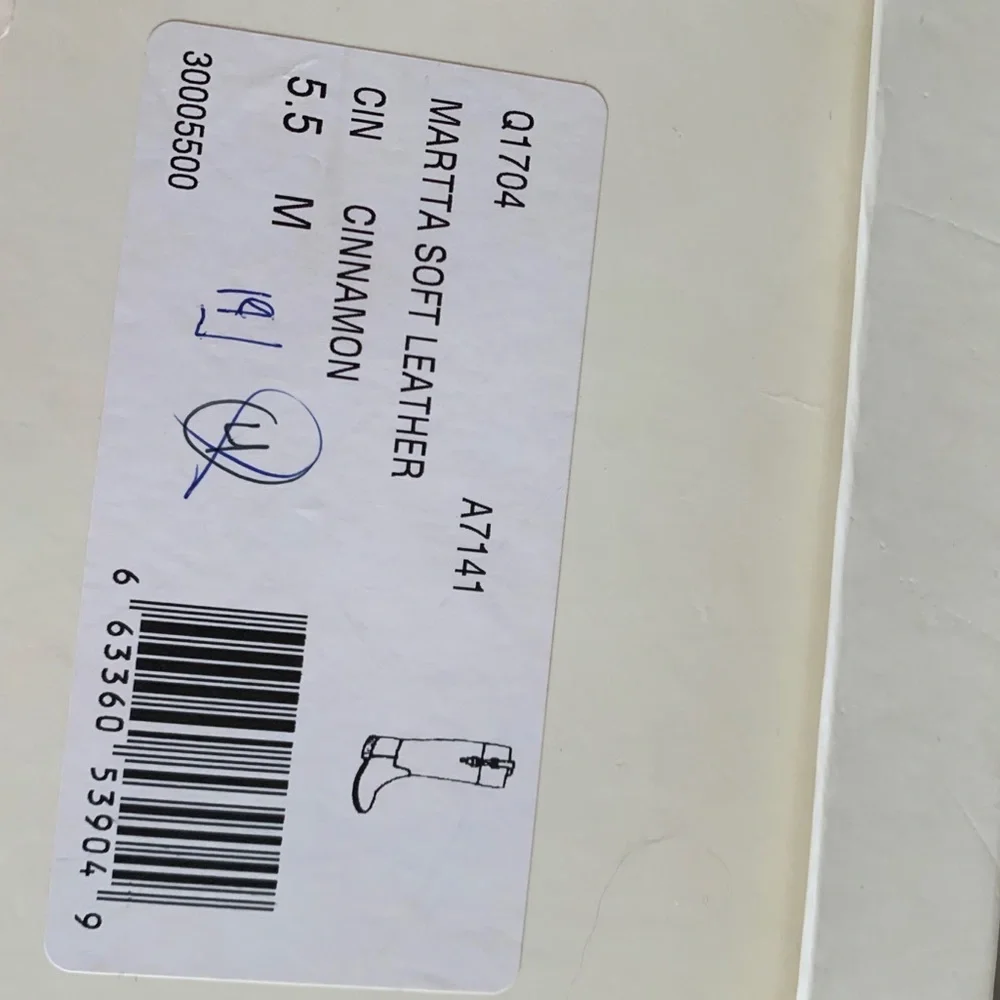 Q1704
MARTTA SOFT LEATHER A7141
CIN CINNAMON
5.5 M
30005500
6 63360 53904 9